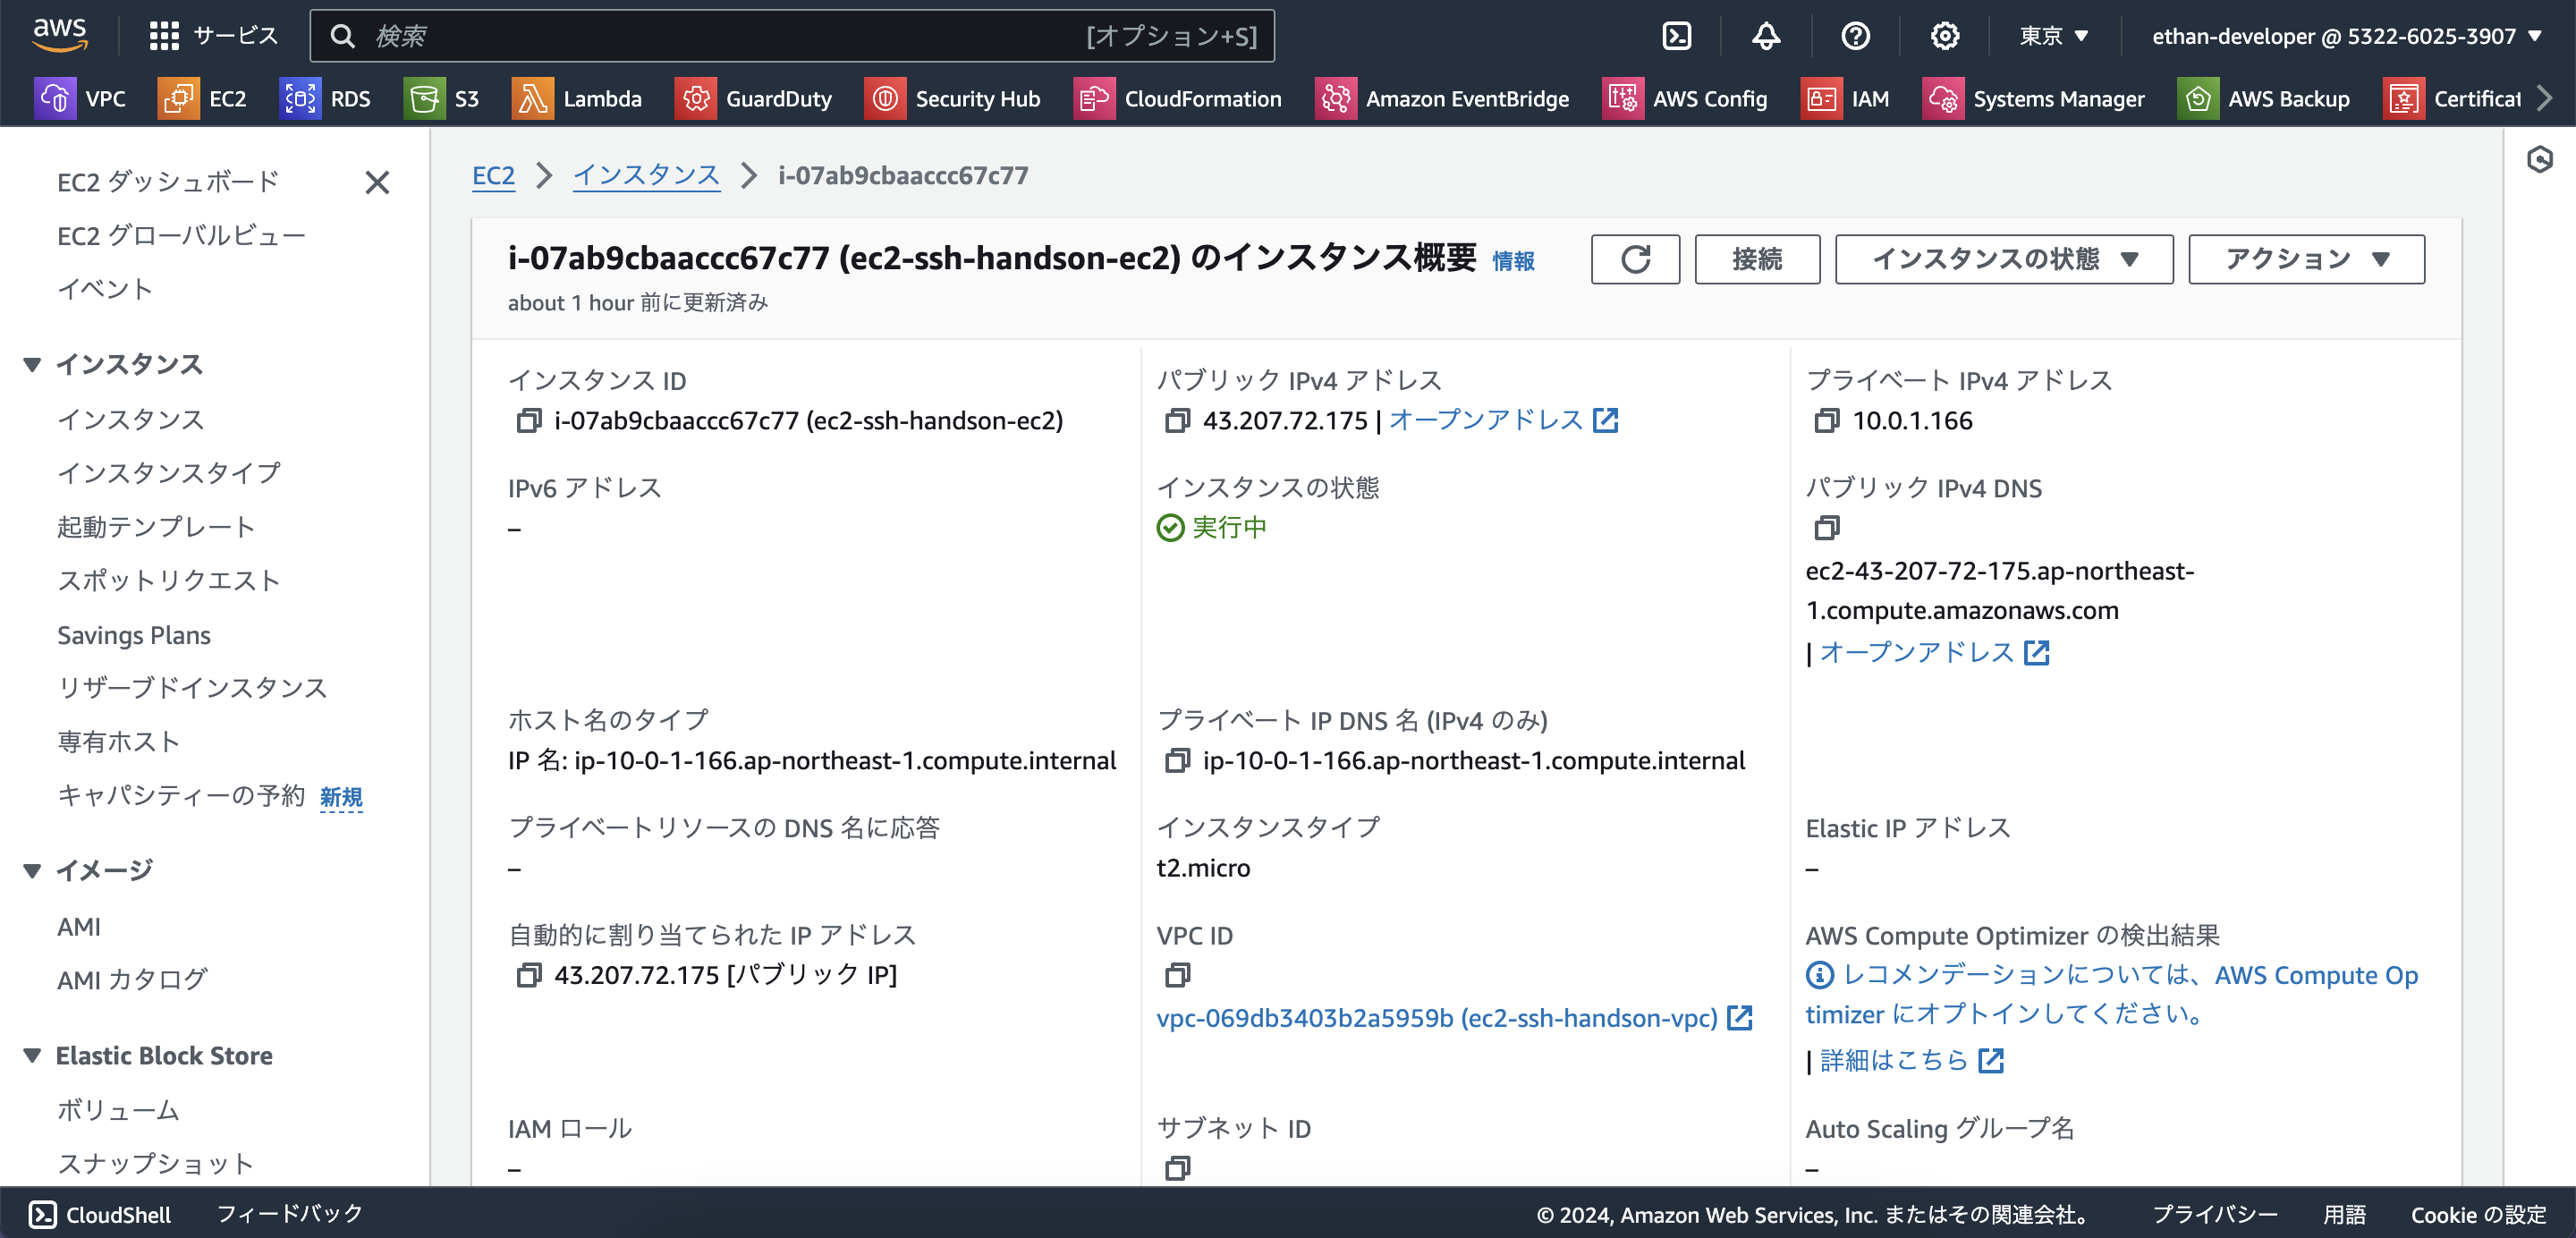 aws
サービス
検索
[オプション+S]
東京
ethan-developer @ 5322-6025-3907
VPC
EC2
RDS
S3
Lambda
GuardDuty
Security Hub
CloudFormation
Amazon EventBridge
AWS Config
IAM
Systems Manager
AWS Backup
Certificat
EC2 ダッシュボード
EC2 グローバルビュー
イベント
インスタンス
インスタンス
インスタンスタイプ
起動テンプレート
スポットリクエスト
Savings Plans
リザーブドインスタンス
専有ホスト
キャパシティーの予約 新規
イメージ
AMI
AMI カタログ
Elastic Block Store
ボリューム
スナップショット
EC2
インスタンス
i-07ab9cbaaccc67c77
i-07ab9cbaaccc67c77 (ec2-ssh-handson-ec2) のインスタンス概要 情報
about 1 hour 前に更新済み
接続
インスタンスの状態
アクション
インスタンス ID
i-07ab9cbaaccc67c77 (ec2-ssh-handson-ec2)
パブリック IPv4 アドレス
43.207.72.175 | オープンアドレス
プライベート IPv4 アドレス
10.0.1.166
IPv6 アドレス
–
インスタンスの状態
実行中
パブリック IPv4 DNS
ec2-43-207-72-175.ap-northeast-
1.compute.amazonaws.com
| オープンアドレス
ホスト名のタイプ
IP 名: ip-10-0-1-166.ap-northeast-1.compute.internal
プライベート IP DNS 名 (IPv4 のみ)
ip-10-0-1-166.ap-northeast-1.compute.internal
プライベートリソースの DNS 名に応答
–
インスタンスタイプ
t2.micro
Elastic IP アドレス
–
自動的に割り当てられた IP アドレス
43.207.72.175 [パブリック IP]
VPC ID
vpc-069db3403b2a5959b (ec2-ssh-handson-vpc)
AWS Compute Optimizer の検出結果
レコメンデーションについては、AWS Compute Op
timizer にオプトインしてください。
| 詳細はこちら
IAM ロール
–
サブネット ID
Auto Scaling グループ名
–
CloudShell
フィードバック
© 2024, Amazon Web Services, Inc. またはその関連会社。
プライバシー
用語
Cookie の設定